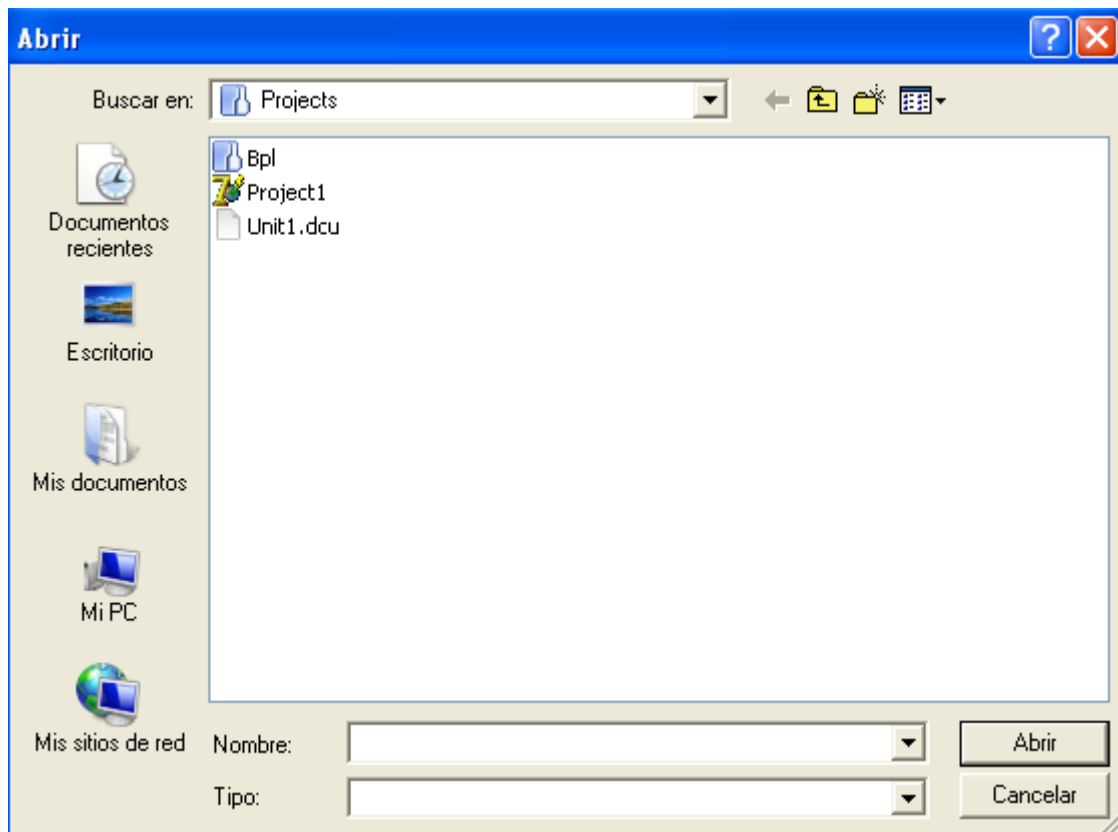 Abrir
Buscar en: Projects
Bpl
Project1
Unit1.dcu
Documentos
recientes
Escritorio
Mis documentos
Mi PC
Mis sitios de red
Nombre:
Abrir
Tipo:
Cancelar